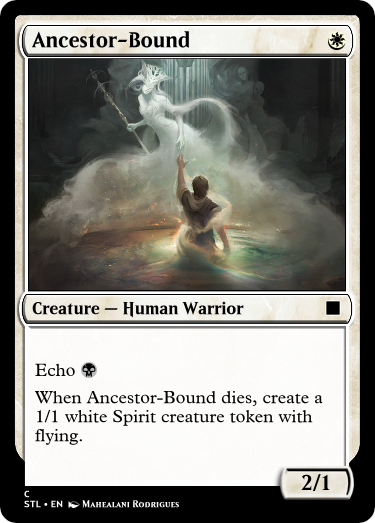 Ancestor-Bound
Creature — Human Warrior
Echo
When Ancestor-Bound dies, create a
1/1 white Spirit creature token with
flying.
2/1
C
STL • EN Mahealani Rodrigues